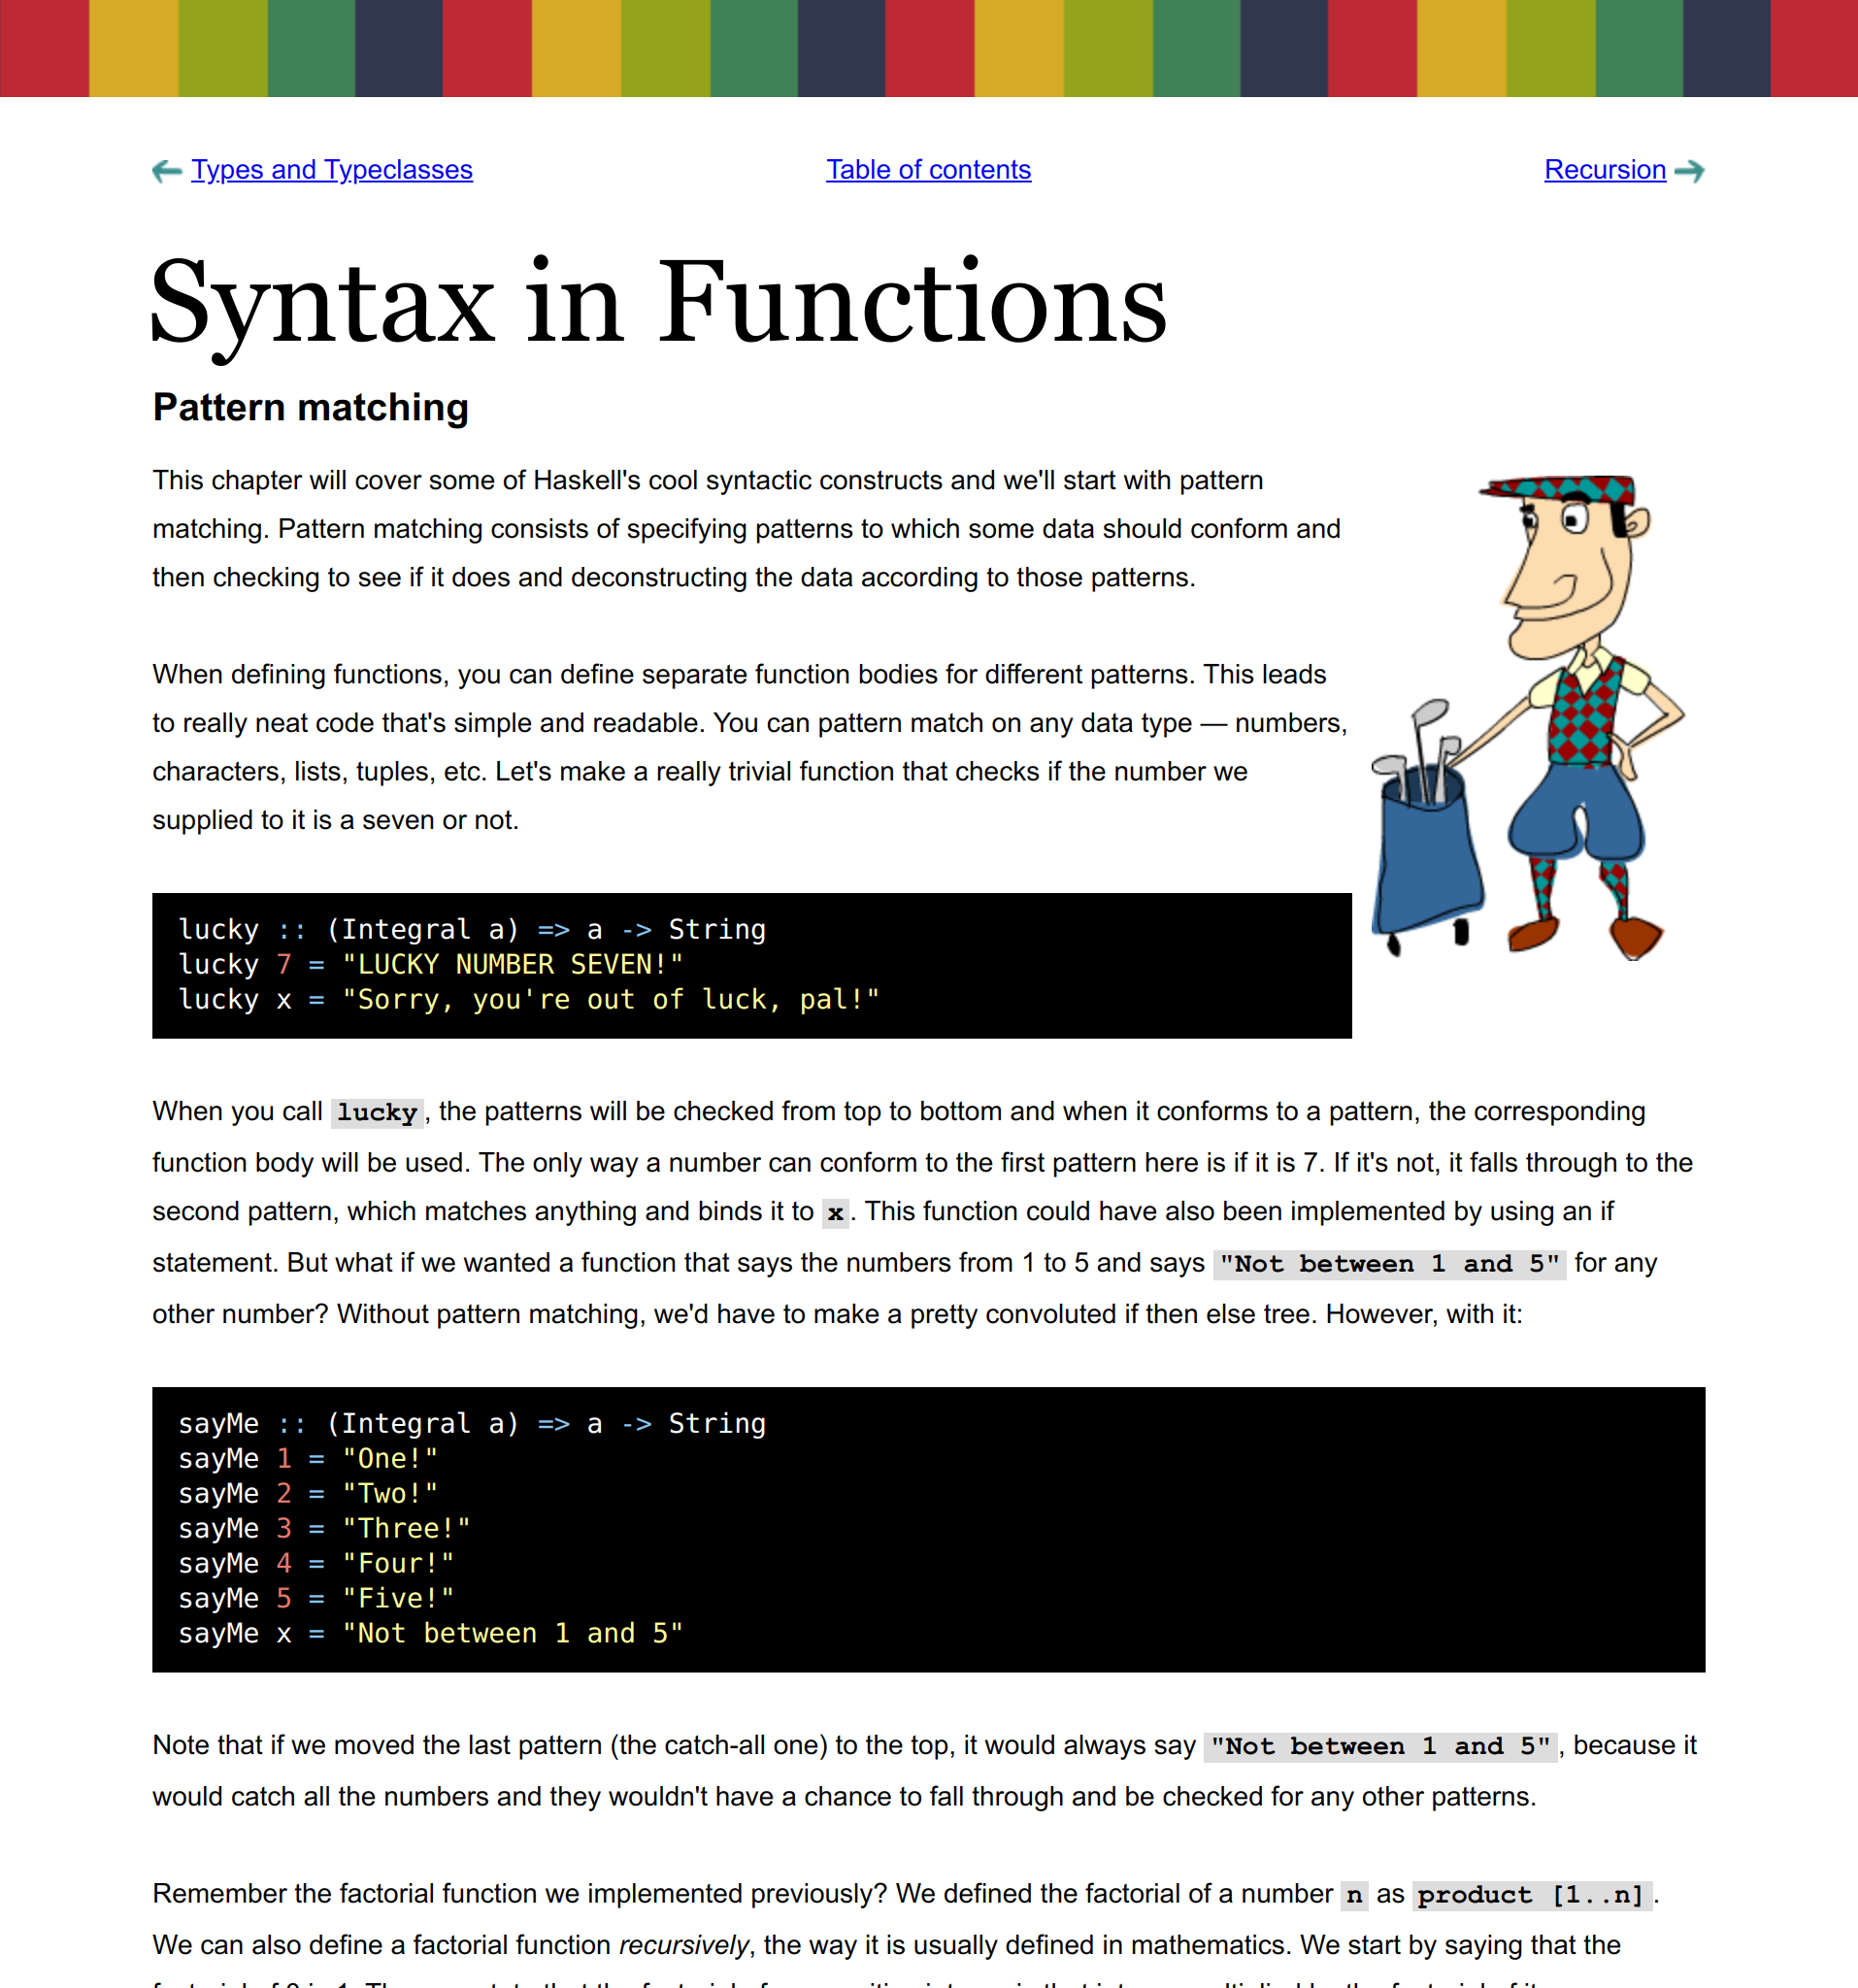 Types and Typeclasses
Table of contents
Recursion
Syntax in Functions
Pattern matching
This chapter will cover some of Haskell's cool syntactic constructs and we'll start with pattern
matching. Pattern matching consists of specifying patterns to which some data should conform and
then checking to see if it does and deconstructing the data according to those patterns.
When defining functions, you can define separate function bodies for different patterns. This leads
to really neat code that's simple and readable. You can pattern match on any data type — numbers,
characters, lists, tuples, etc. Let's make a really trivial function that checks if the number we
supplied to it is a seven or not.
lucky :: (Integral a) => a -> String
lucky 7 = "LUCKY NUMBER SEVEN!"
lucky x = "Sorry, you're out of luck, pal!"
When you call lucky, the patterns will be checked from top to bottom and when it conforms to a pattern, the corresponding
function body will be used. The only way a number can conform to the first pattern here is if it is 7. If it's not, it falls through to the
second pattern, which matches anything and binds it to x. This function could have also been implemented by using an if
statement. But what if we wanted a function that says the numbers from 1 to 5 and says "Not between 1 and 5" for any
other number? Without pattern matching, we'd have to make a pretty convoluted if then else tree. However, with it:
sayMe :: (Integral a) => a -> String
sayMe 1 = "One!"
sayMe 2 = "Two!"
sayMe 3 = "Three!"
sayMe 4 = "Four!"
sayMe 5 = "Five!"
sayMe x = "Not between 1 and 5"
Note that if we moved the last pattern (the catch-all one) to the top, it would always say "Not between 1 and 5", because it
would catch all the numbers and they wouldn't have a chance to fall through and be checked for any other patterns.
Remember the factorial function we implemented previously? We defined the factorial of a number n as product [1..n].
We can also define a factorial function recursively, the way it is usually defined in mathematics. We start by saying that the